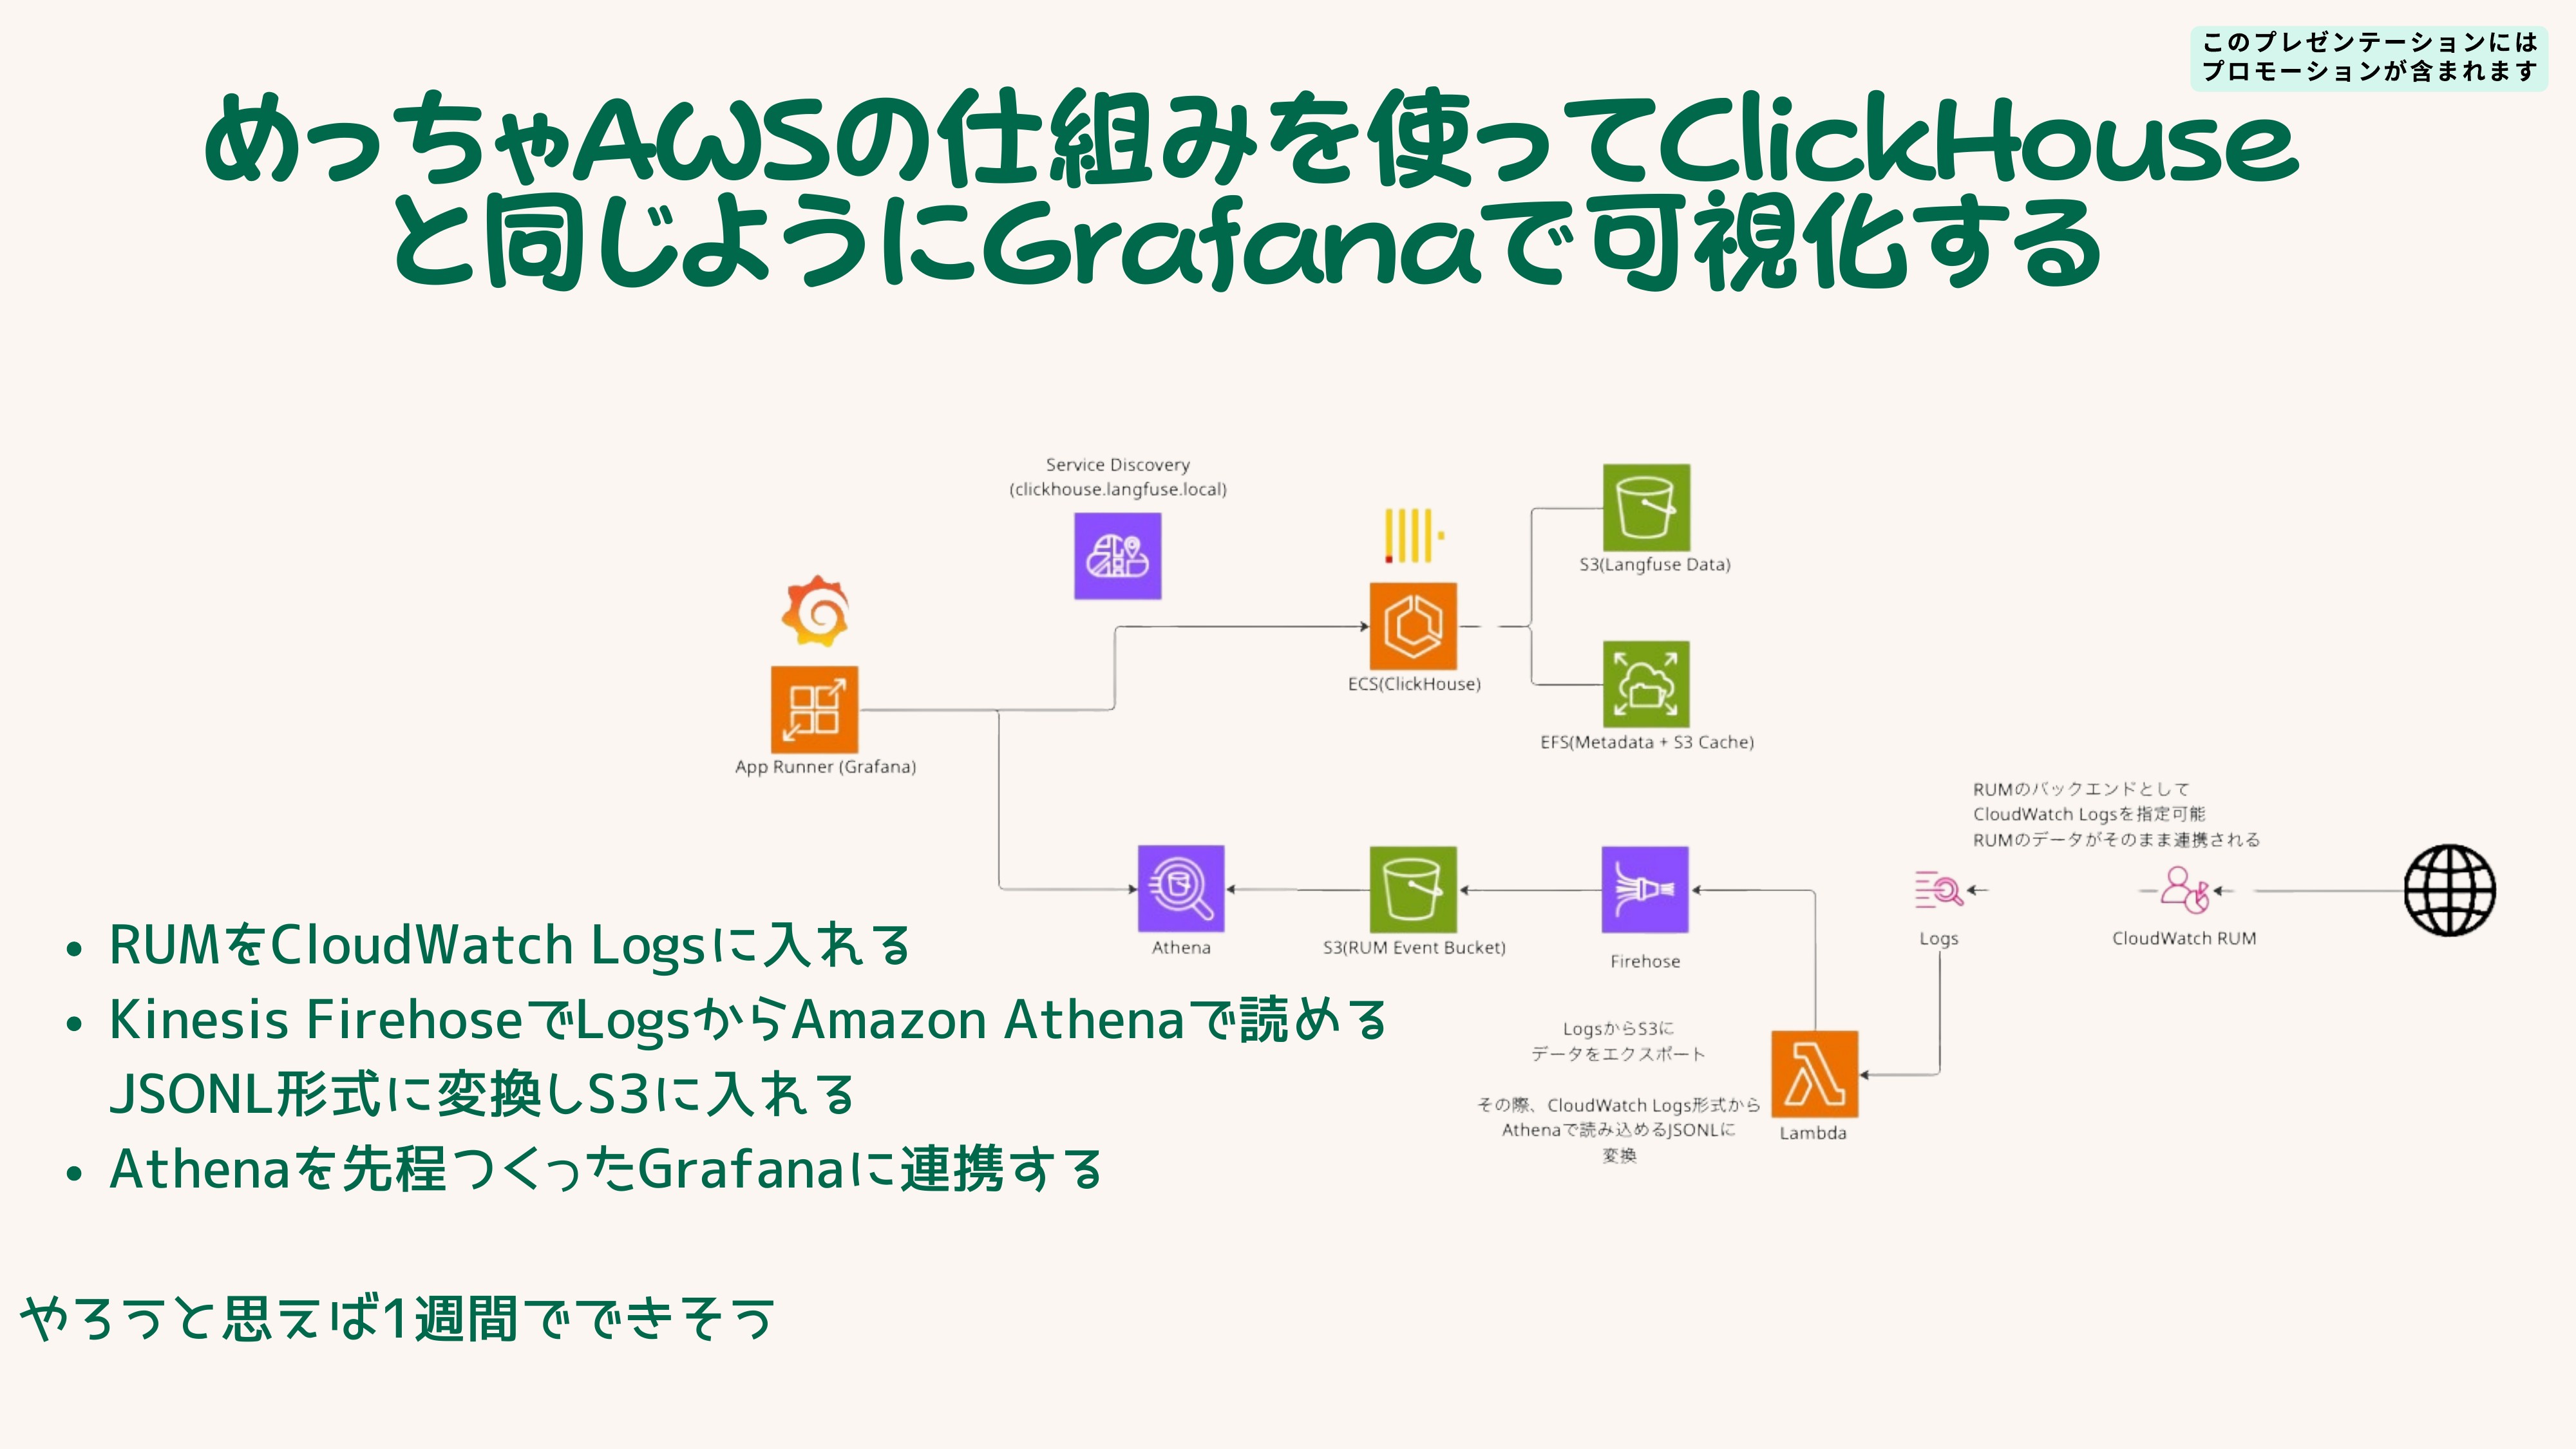 このプレゼンテーションには
プロモーションが含まれます
めっちゃAWSの仕組みを使ってClickHouse
と同じようにGrafanaで可視化する
Service Discovery
(clickhouse.langfuse.local)
S3(Langfuse Data)
ECS(ClickHouse)
EFS(Metadata + S3 Cache)
App Runner (Grafana)
RUMのバックエンドとして
CloudWatch Logsを指定可能
RUMのデータがそのまま連携される
Athena
S3(RUM Event Bucket)
Firehose
Logs
CloudWatch RUM
LogsからS3に
データをエクスポート
その際、CloudWatch Logs形式から
Athenaで読み込めるJSONLに
変換
Lambda
• RUMをCloudWatch Logsに入れる
• Kinesis FirehoseでLogsからAmazon Athenaで読める
JSONL形式に変換しS3に入れる
• Athenaを先程つくったGrafanaに連携する
やろうと思えば1週間でできそう